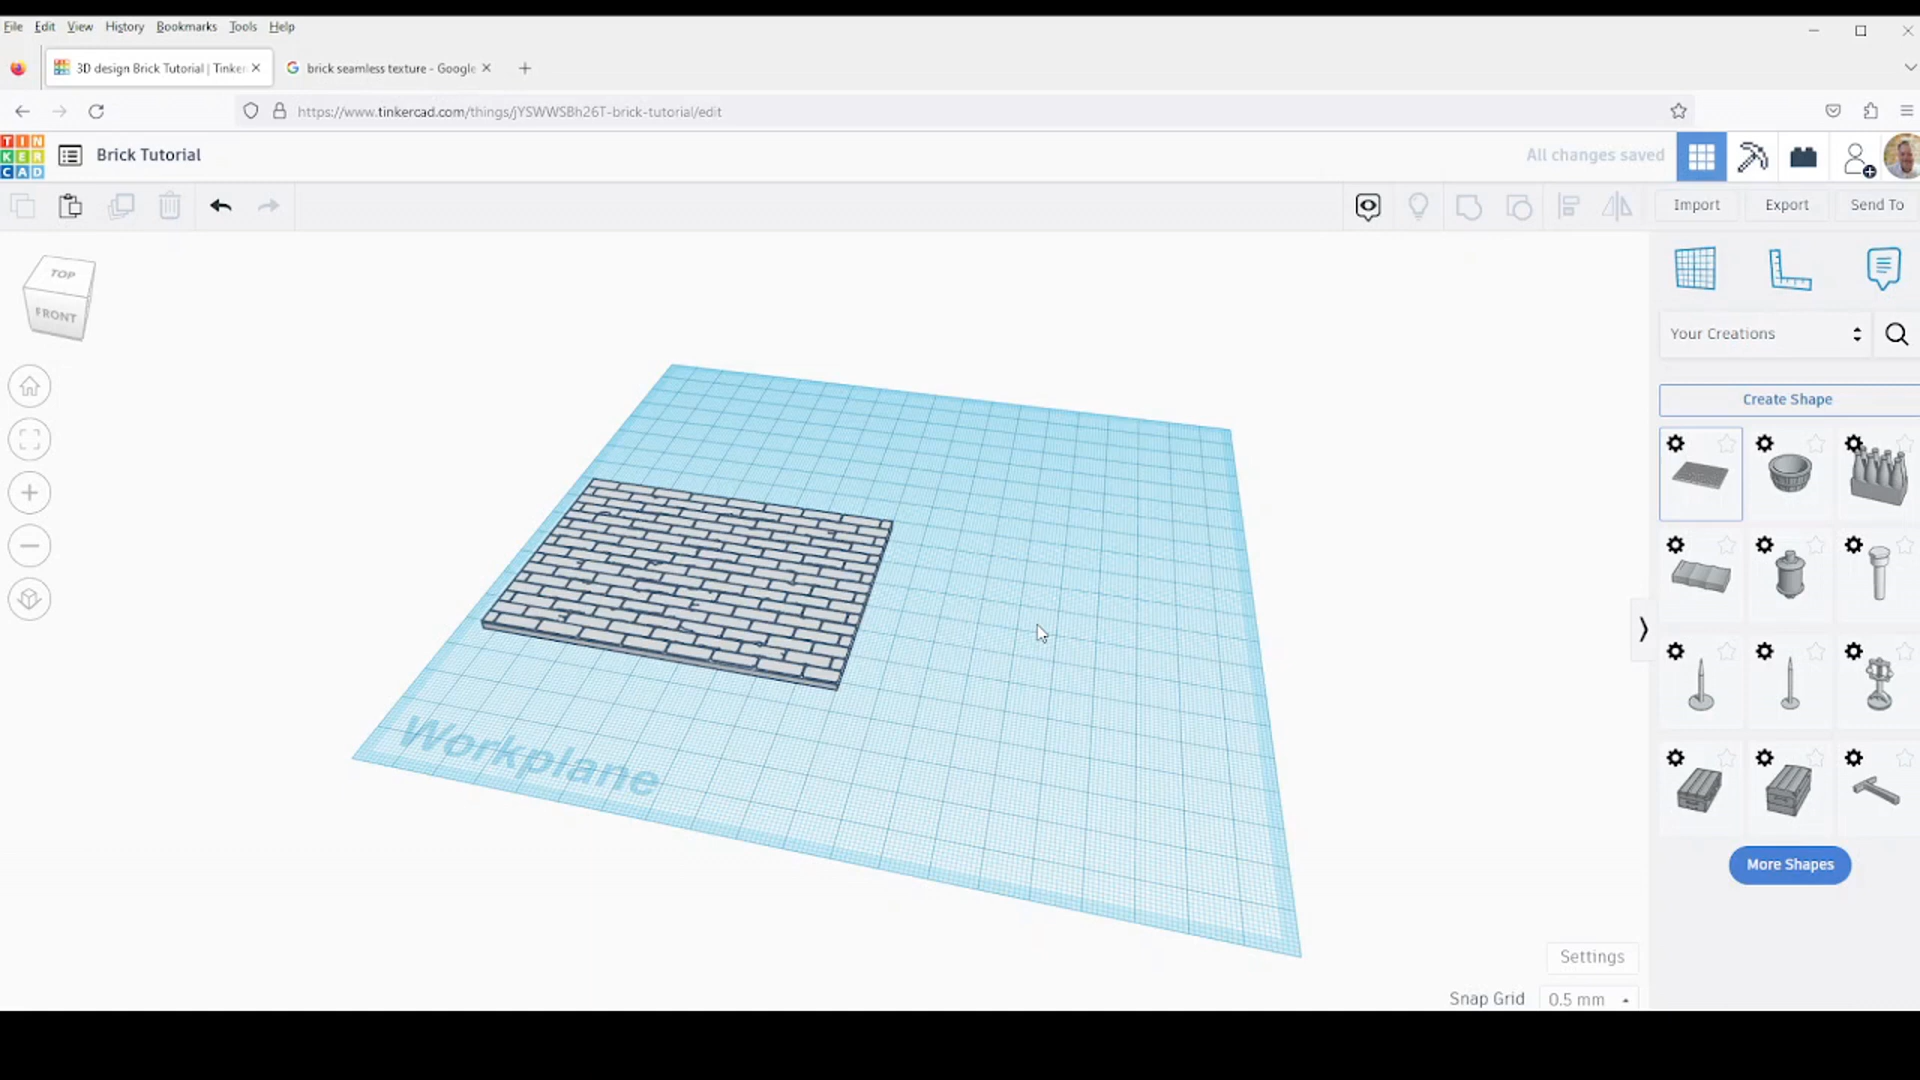 File Edit View History Bookmarks Tools Help
3D design Brick Tutorial | Tinker
brick seamless texture - Google
https://www.tinkercad.com/things/jYSWWSBh26T-brick-tutorial/edit
TIN
KER
CAD
Brick Tutorial
All changes saved
Import Export Send To
TOP
FRONT
Your Creations
Create Shape
Workplane
More Shapes
Settings
Snap Grid 0.5 mm